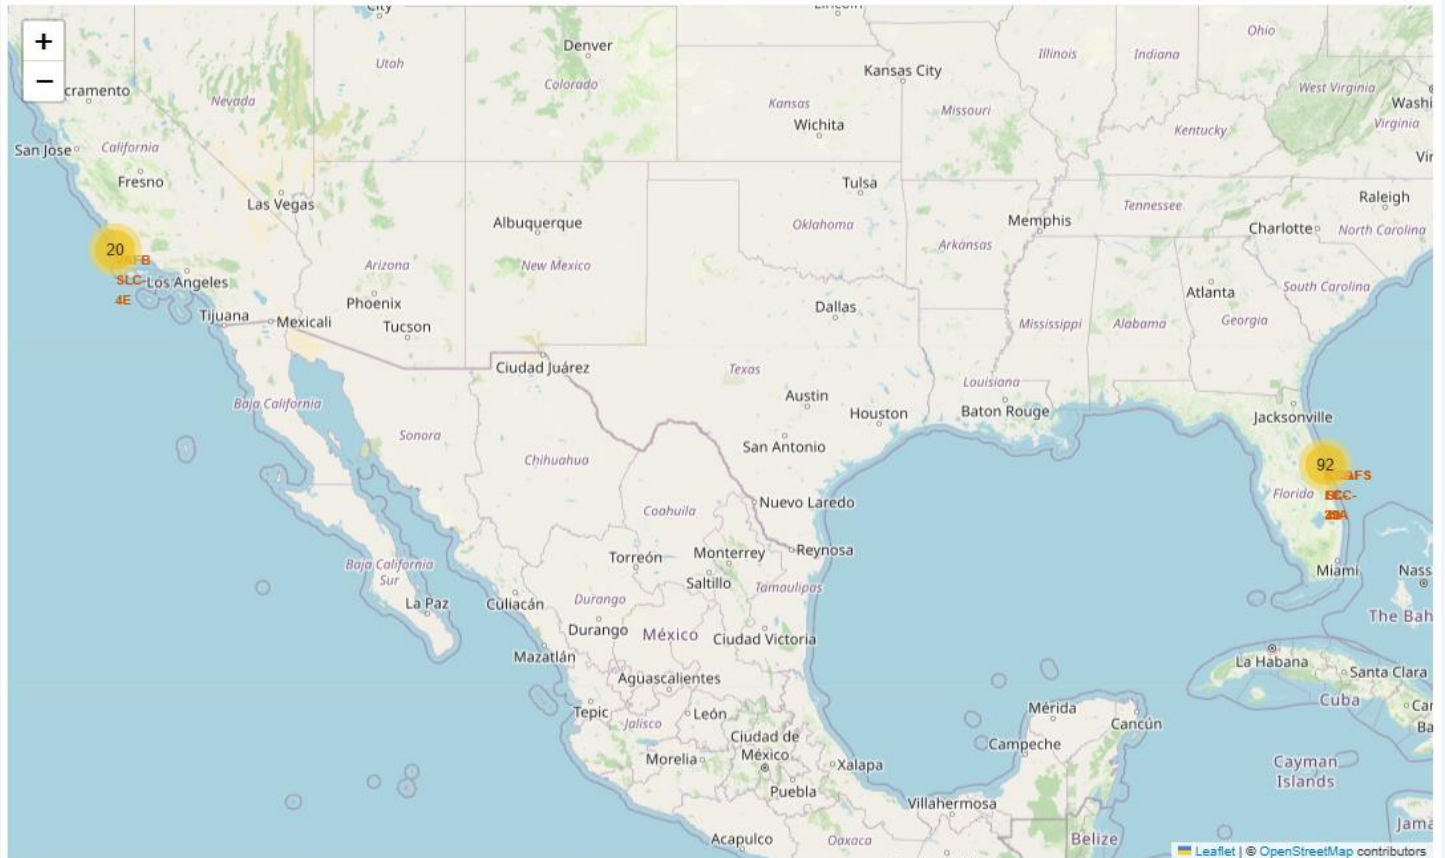 City
Lincoln
+
−
Denver
Ohio
Utah
Illinois
Indiana
Kansas City
Colorado
cramento
West Virginia
Nevada
Kansas
Washi
Missouri
Wichita
Virginia
Kentucky
San Jose
California
Vir
Fresno
Tulsa
Raleigh
Las Vegas
Tennessee
Albuquerque
Oklahoma
Memphis
Charlotte
North Carolina
20
Arkansas
AFB
Arizona
New Mexico
SLC-
Los Angeles
South Carolina
4E
Phoenix
Atlanta
Dallas
Tijuana
Mexicali
Tucson
Mississippi
Alabama
Georgia
Ciudad Juárez
Texas
Louisiana
Austin
Baja California
Houston
Baton Rouge
Jacksonville
Sonora
San Antonio
Chihuahua
92
AFS
Florida
Nuevo Laredo
Coahuila
Torreón
Monterrey
Reynosa
Baja California
Sur
Saltillo
Tamaulipas
Miami
Nass
La Paz
Culiacán
Durango
The Bah
Durango
México
Ciudad Victoria
Mazatlán
La Habana
Santa Clara
Aguascalientes
Cuba
Tepic
León
Mérida
Car
Jalisco
Cancún
Ba
Ciudad de
México
Campeche
Morelia
Xalapa
Cayman
Islands
Puebla
Villahermosa
Jama
Acapulco
Oaxaca
Belize
Leaflet | © OpenStreetMap contributors